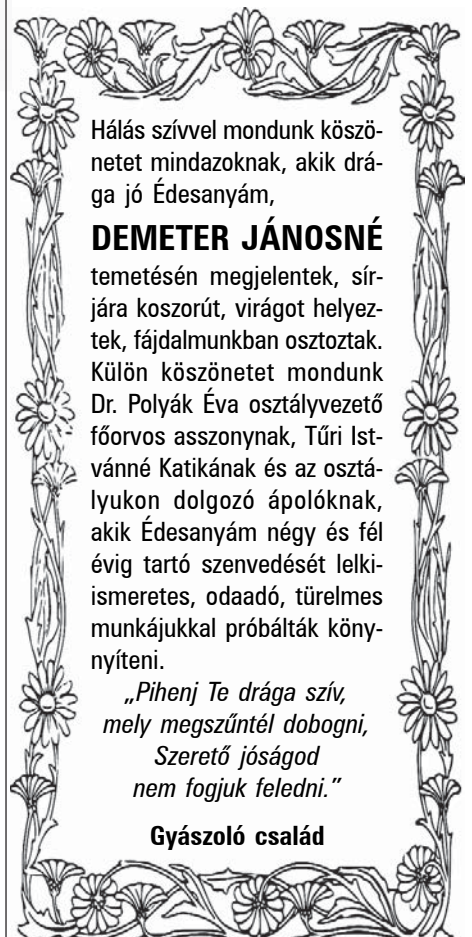 Hálás szívvel mondunk köszö-
netet mindazoknak, akik drá-
ga jó Édesanyám,
DEMETER JÁNOSNÉ
temetésén megjelentek, sír-
jára koszorút, virágot helyez-
tek, fájdalmunkban osztoztak.
Külön köszönetet mondunk
Dr. Polyák Éva osztályvezető
főorvos asszonynak, Tűri Ist-
vánné Katikának és az osztá-
lyukon dolgozó ápolóknak,
akik Édesanyám négy és fél
évig tartó szenvedését lelki-
ismeretes, odaadó, türelmes
munkájukkal próbálták köny-
nyíteni.
„Pihenj Te drága szív,
mely megszűntél dobogni,
Szerető jóságod
nem fogjuk feledni.”
Gyászoló család